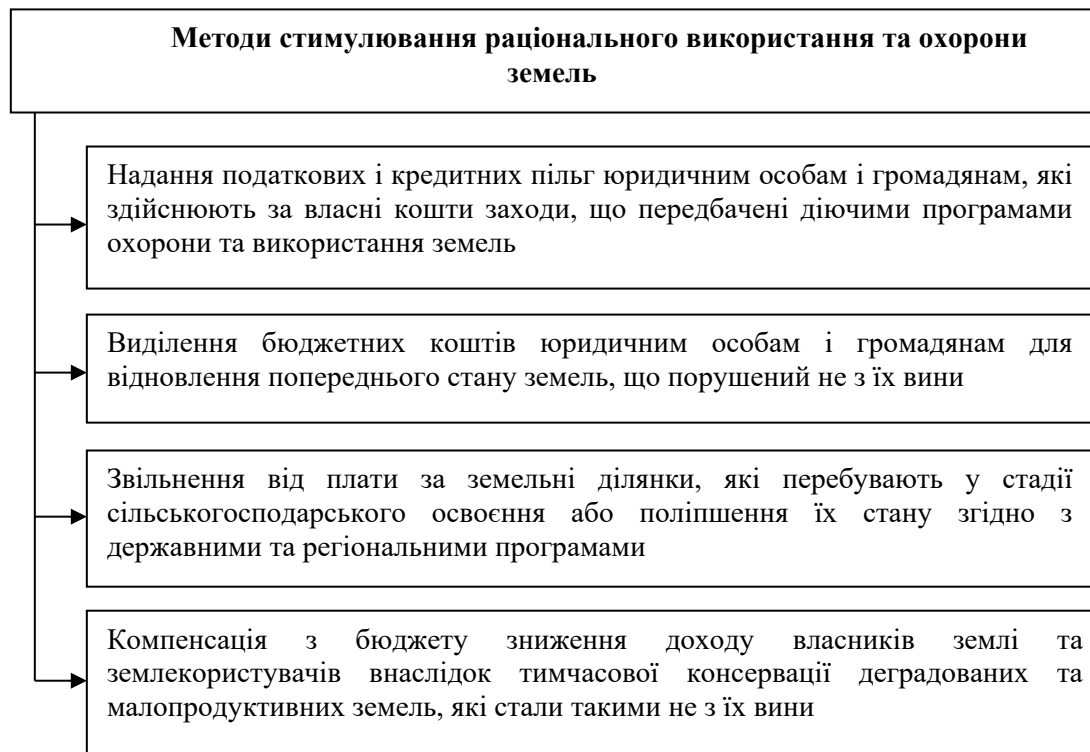 Методи стимулювання раціонального використання та охорони
земель
Надання податкових і кредитних пільг юридичним особам і громадянам, які
здійснюють за власні кошти заходи, що передбачені діючими програмами
охорони та використання земель
Виділення бюджетних коштів юридичним особам і громадянам для
відновлення попереднього стану земель, що порушений не з їх вини
Звільнення від плати за земельні ділянки, які перебувають у стадії
сільськогосподарського освоєння або поліпшення їх стану згідно з
державними та регіональними програмами
Компенсація з бюджету зниження доходу власників землі та
землекористувачів внаслідок тимчасової консервації деградованих та
малопродуктивних земель, які стали такими не з їх вини